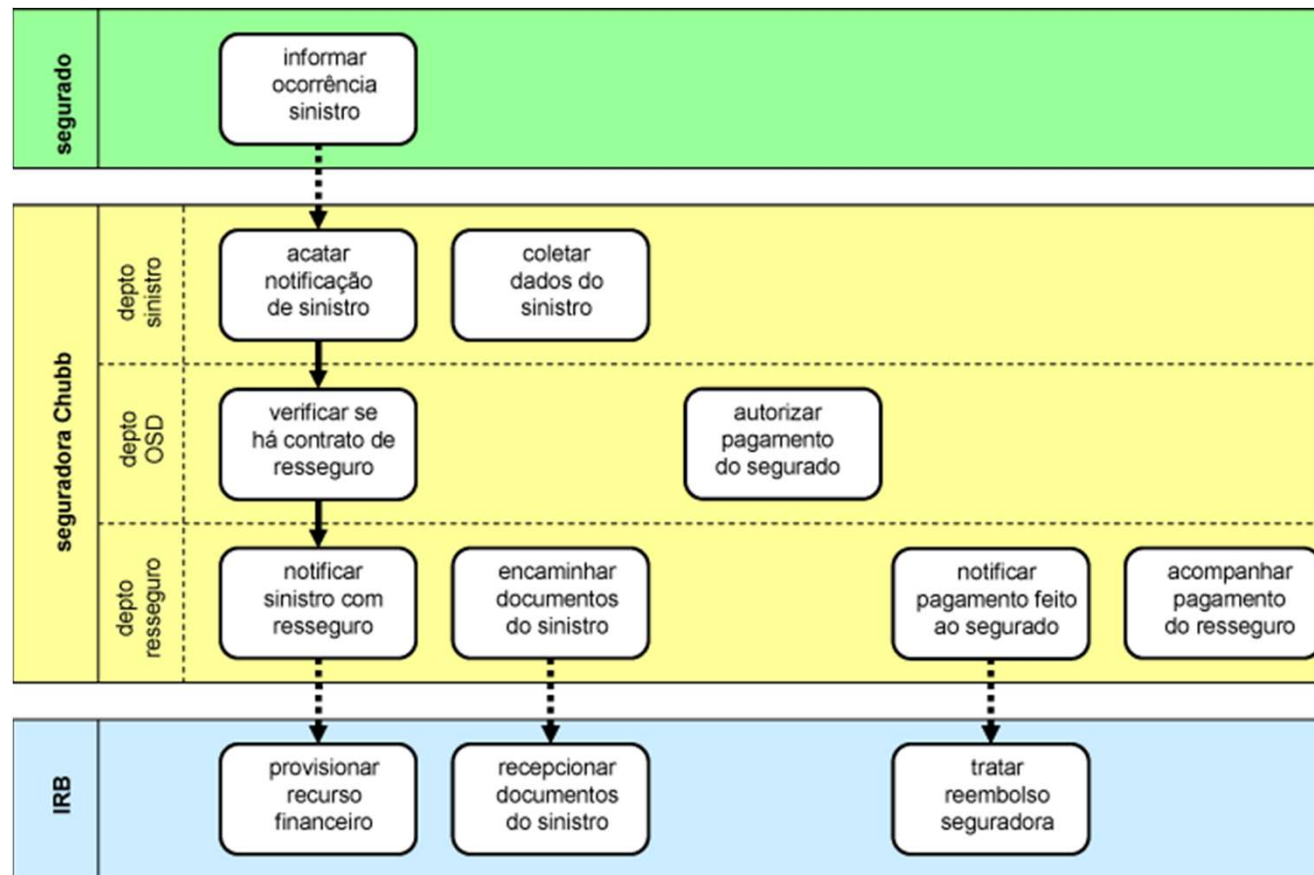 segurado
informar
ocorrência
sinistro
seguradora Chubb
depto
sinistro
acatar
notificação
de sinistro
coletar
dados do
sinistro
depto
OSD
verificar se
há contrato de
resseguro
autorizar
pagamento
do segurado
depto
resseguro
notificar
sinistro com
resseguro
encaminhar
documentos
do sinistro
notificar
pagamento feito
ao segurado
acompanhar
pagamento
do resseguro
IRB
provisionar
recurso
financeiro
recepcionar
documentos
do sinistro
tratar
reembolso
seguradora